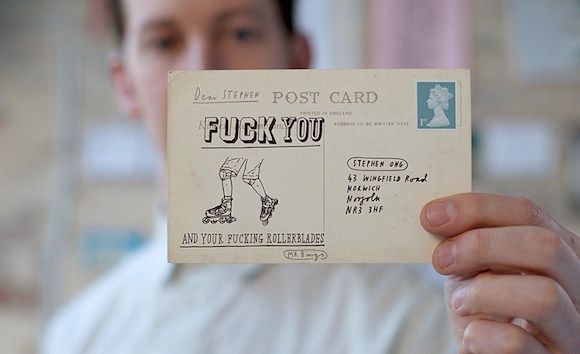 Dear STEPHEN
POST CARD
PRINTED IN ENGLAND
ADDRESS TO BE WRITTEN HERE
FUCK YOU
AND YOUR FUCKING ROLLERBLADES
MR Bingo
STEPHEN ONG
43 WINGFIELD Road
NORWICH
Norfolk
NR3 3HF
1st